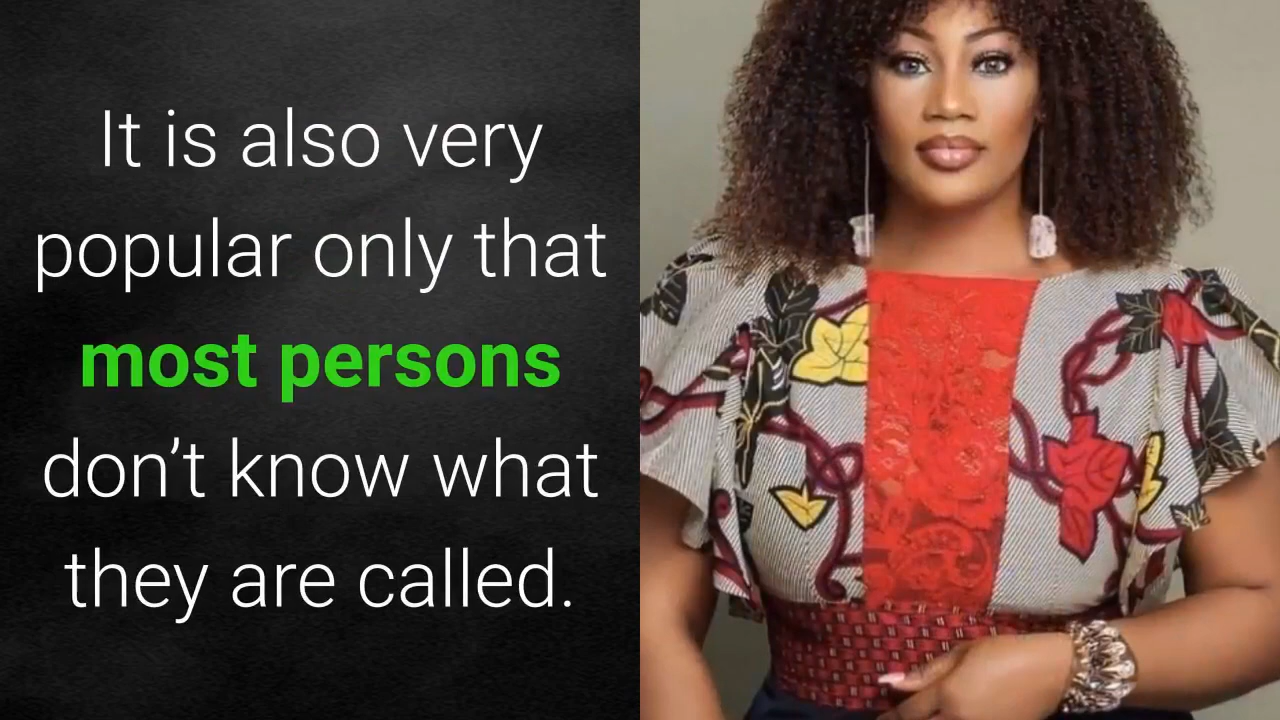 It is also very
popular only that
most persons
don’t know what
they are called.